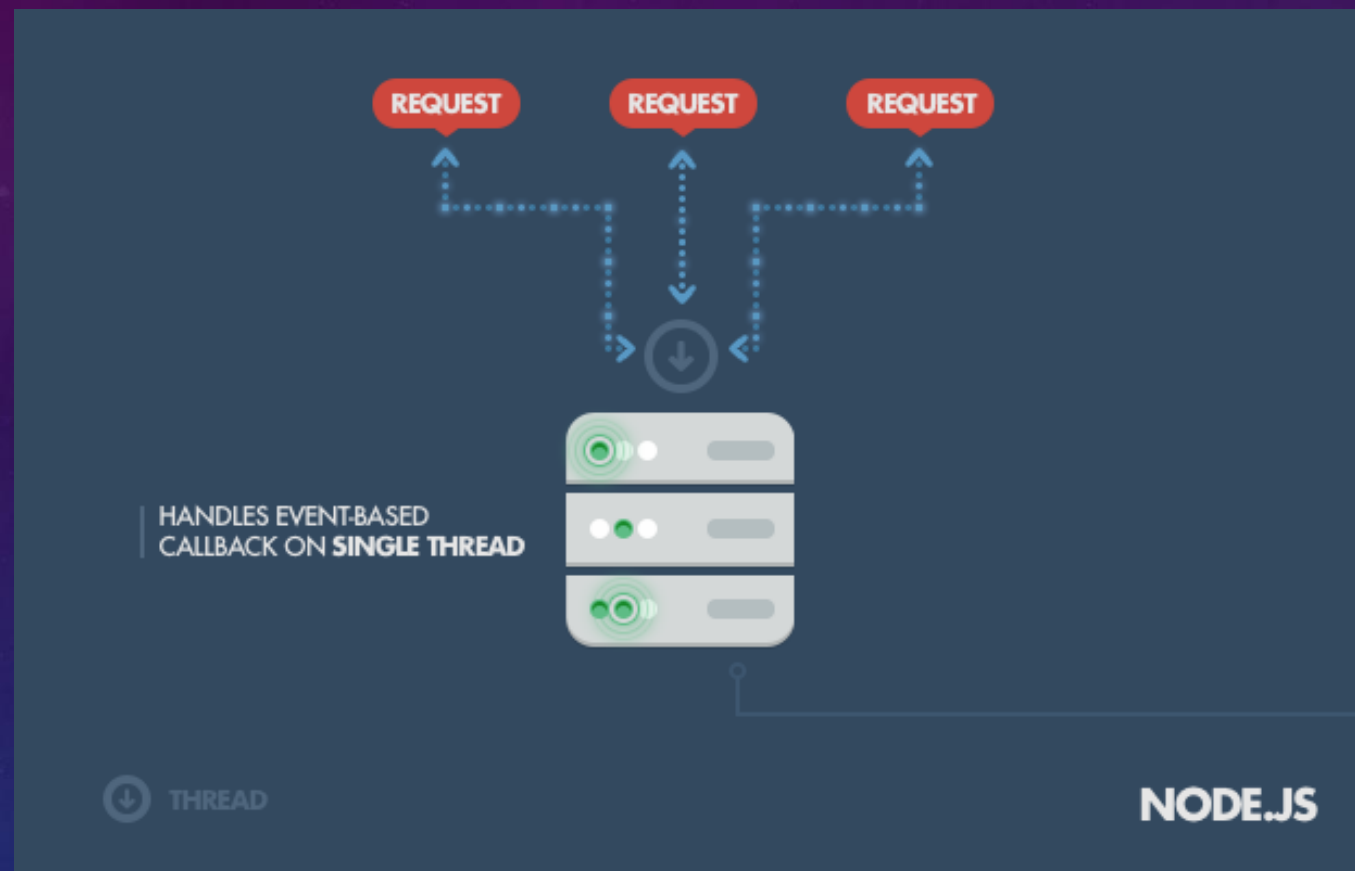 REQUEST
REQUEST
REQUEST
HANDLES EVENT-BASED
CALLBACK ON SINGLE THREAD
THREAD
NODE.JS